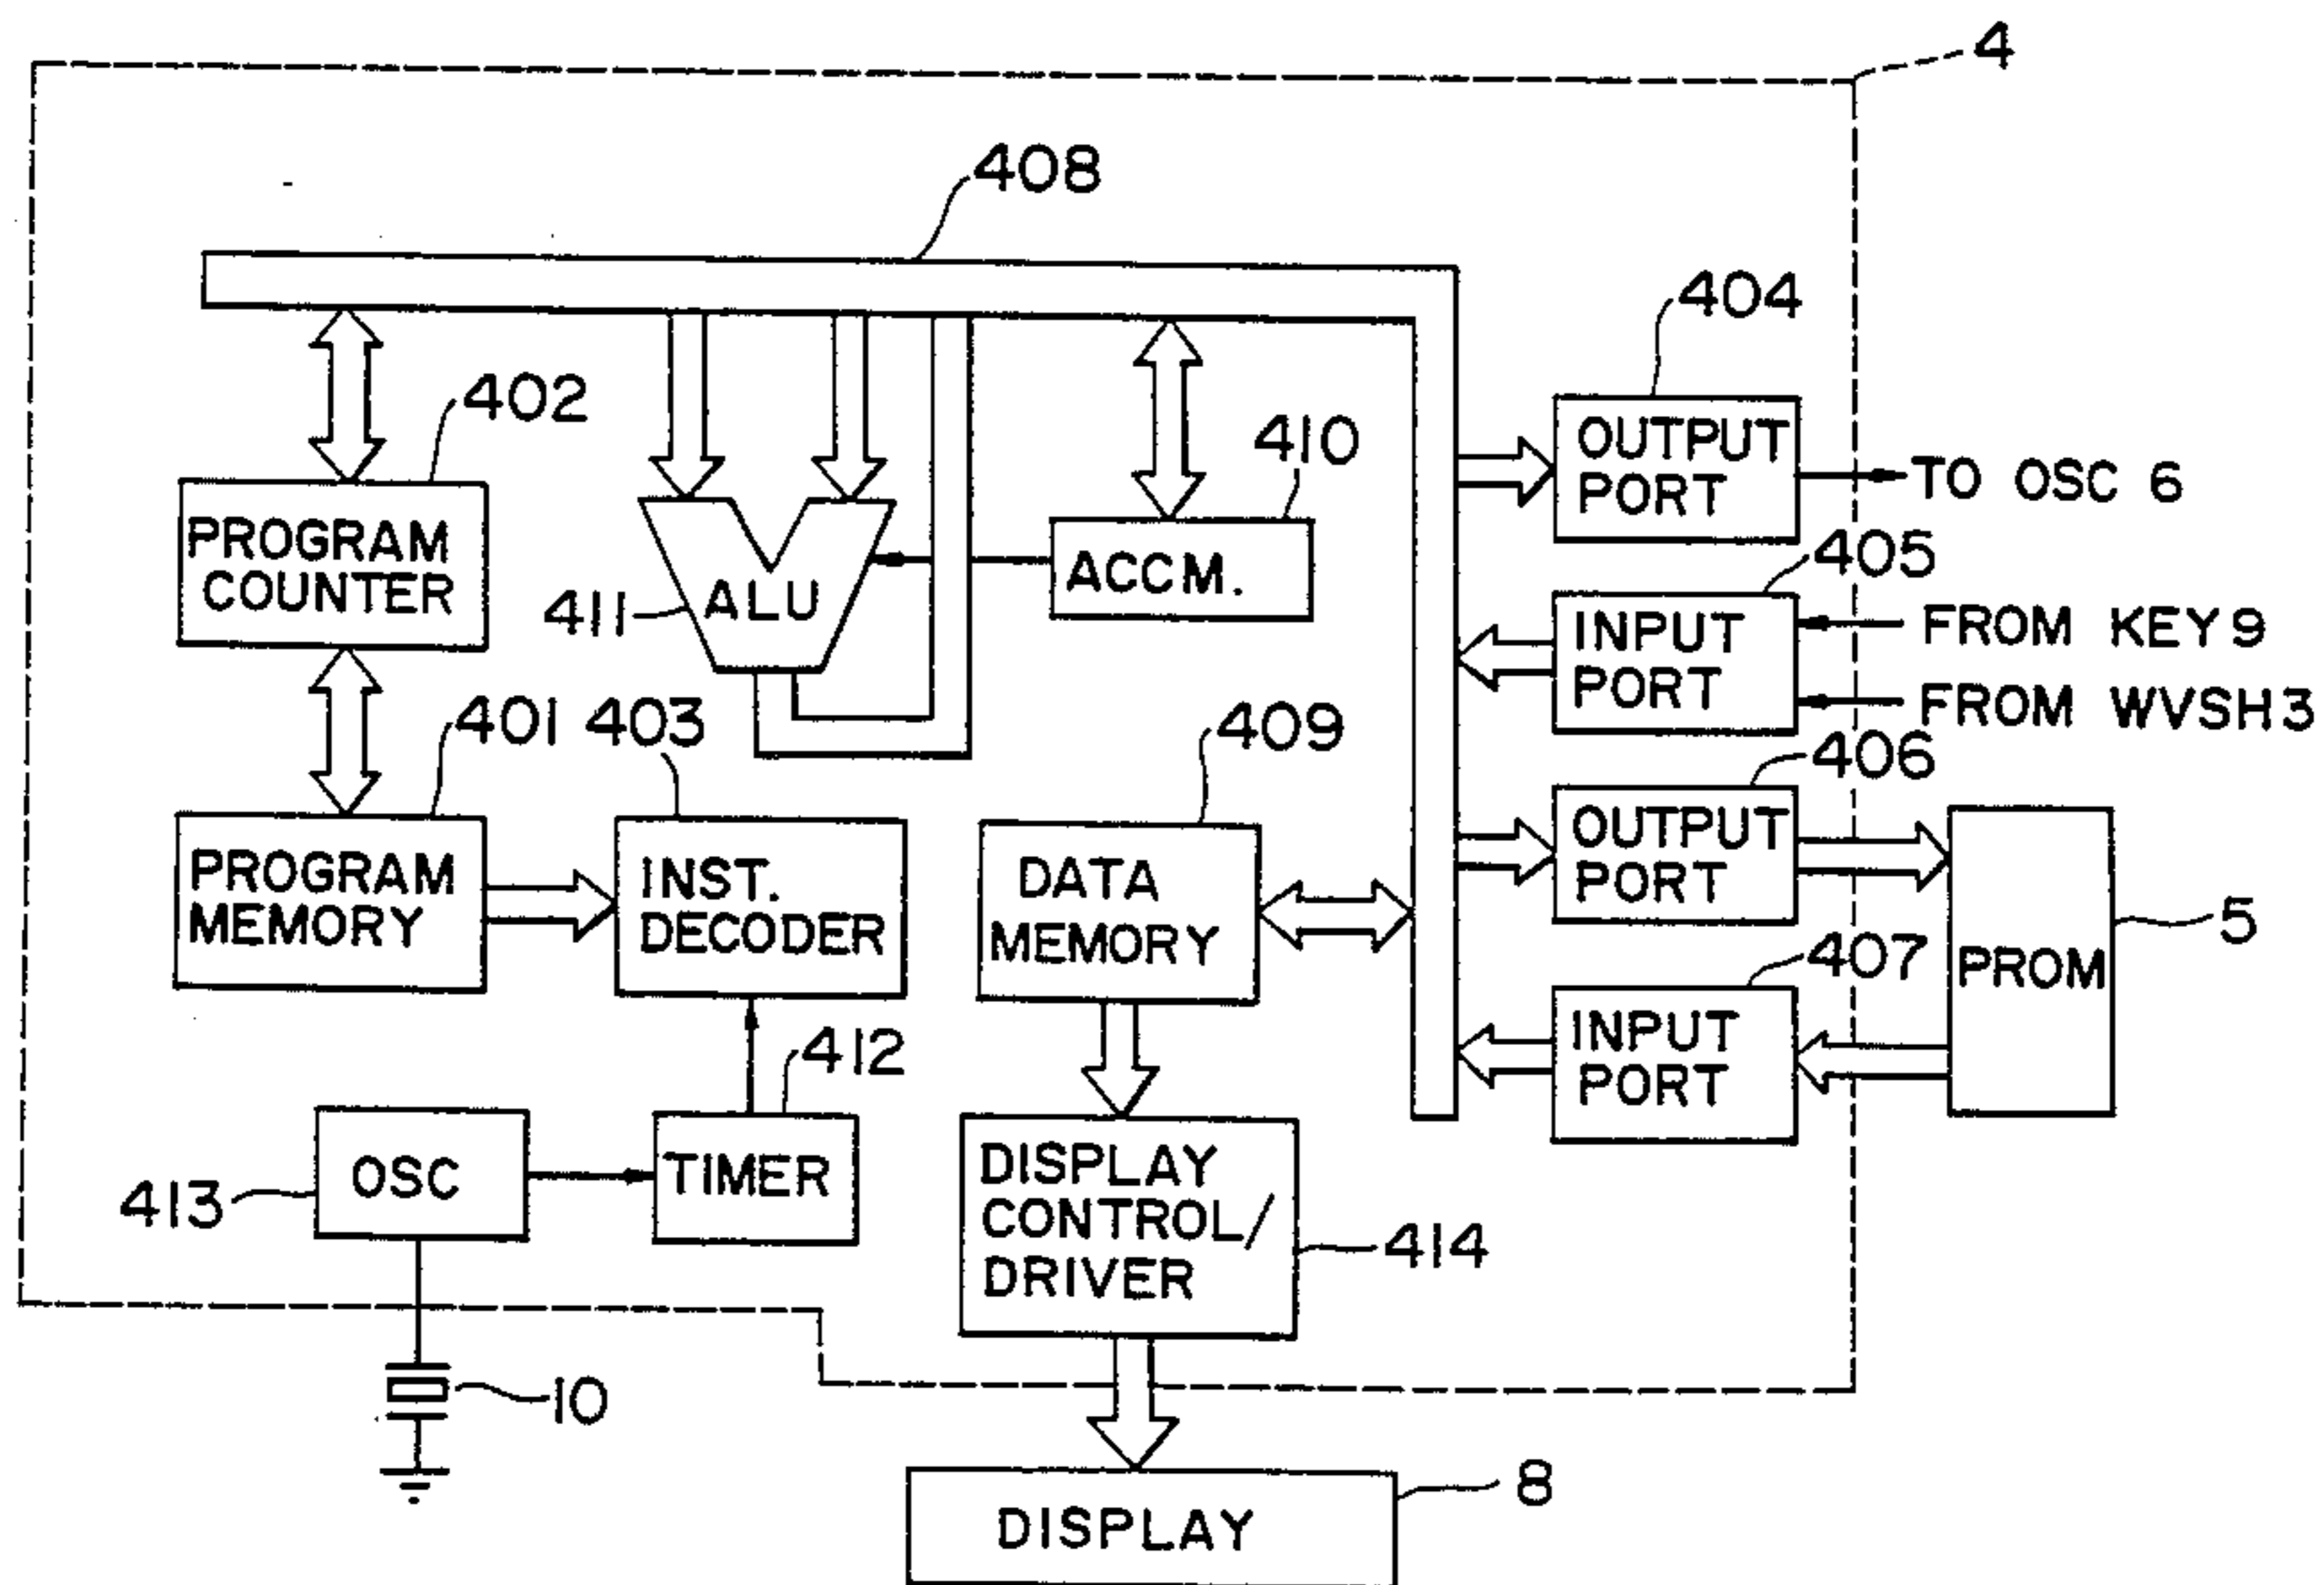 4
408
404
402
410
OUTPUT
PORT
TO OSC 6
PROGRAM
COUNTER
405
411
ALU
ACCM.
INPUT
PORT
FROM KEY 9
FROM WVSH 3
401
403
409
406
PROGRAM
MEMORY
INST.
DECODER
DATA
MEMORY
OUTPUT
PORT
5
PROM
407
412
INPUT
PORT
413
OSC
TIMER
DISPLAY
CONTROL/
DRIVER
414
10
8
DISPLAY